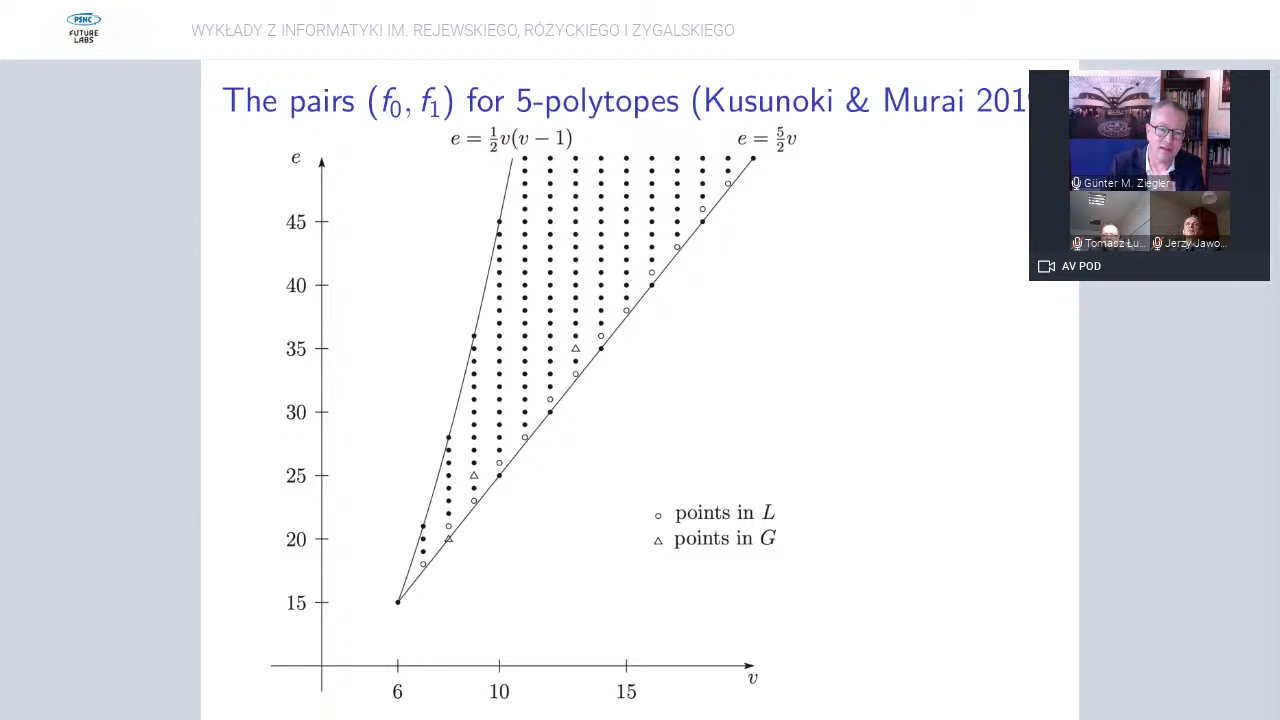 PSNC
FUTURE
LABS
WYKŁADY Z INFORMATYKI IM. REJEWSKIEGO, RÓŻYCKIEGO I ZYGALSKIEGO
The pairs (f₀, f₁) for 5-polytopes (Kusunoki & Murai 201
e = ½v(v − 1)
e = 5/2 v
e
45
40
35
30
25
20
15
points in L
points in G
6
10
15
v
Günter M. Ziegler
Tomasz Łu...
Jerzy Jawo...
AV POD